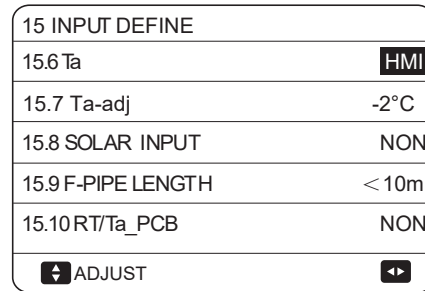 15 INPUT DEFINE
15.6 Ta HMI
15.7 Ta-adj -2°C
15.8 SOLAR INPUT NON
15.9 F-PIPE LENGTH <10m
15.10 RT/Ta_PCB NON
ADJUST